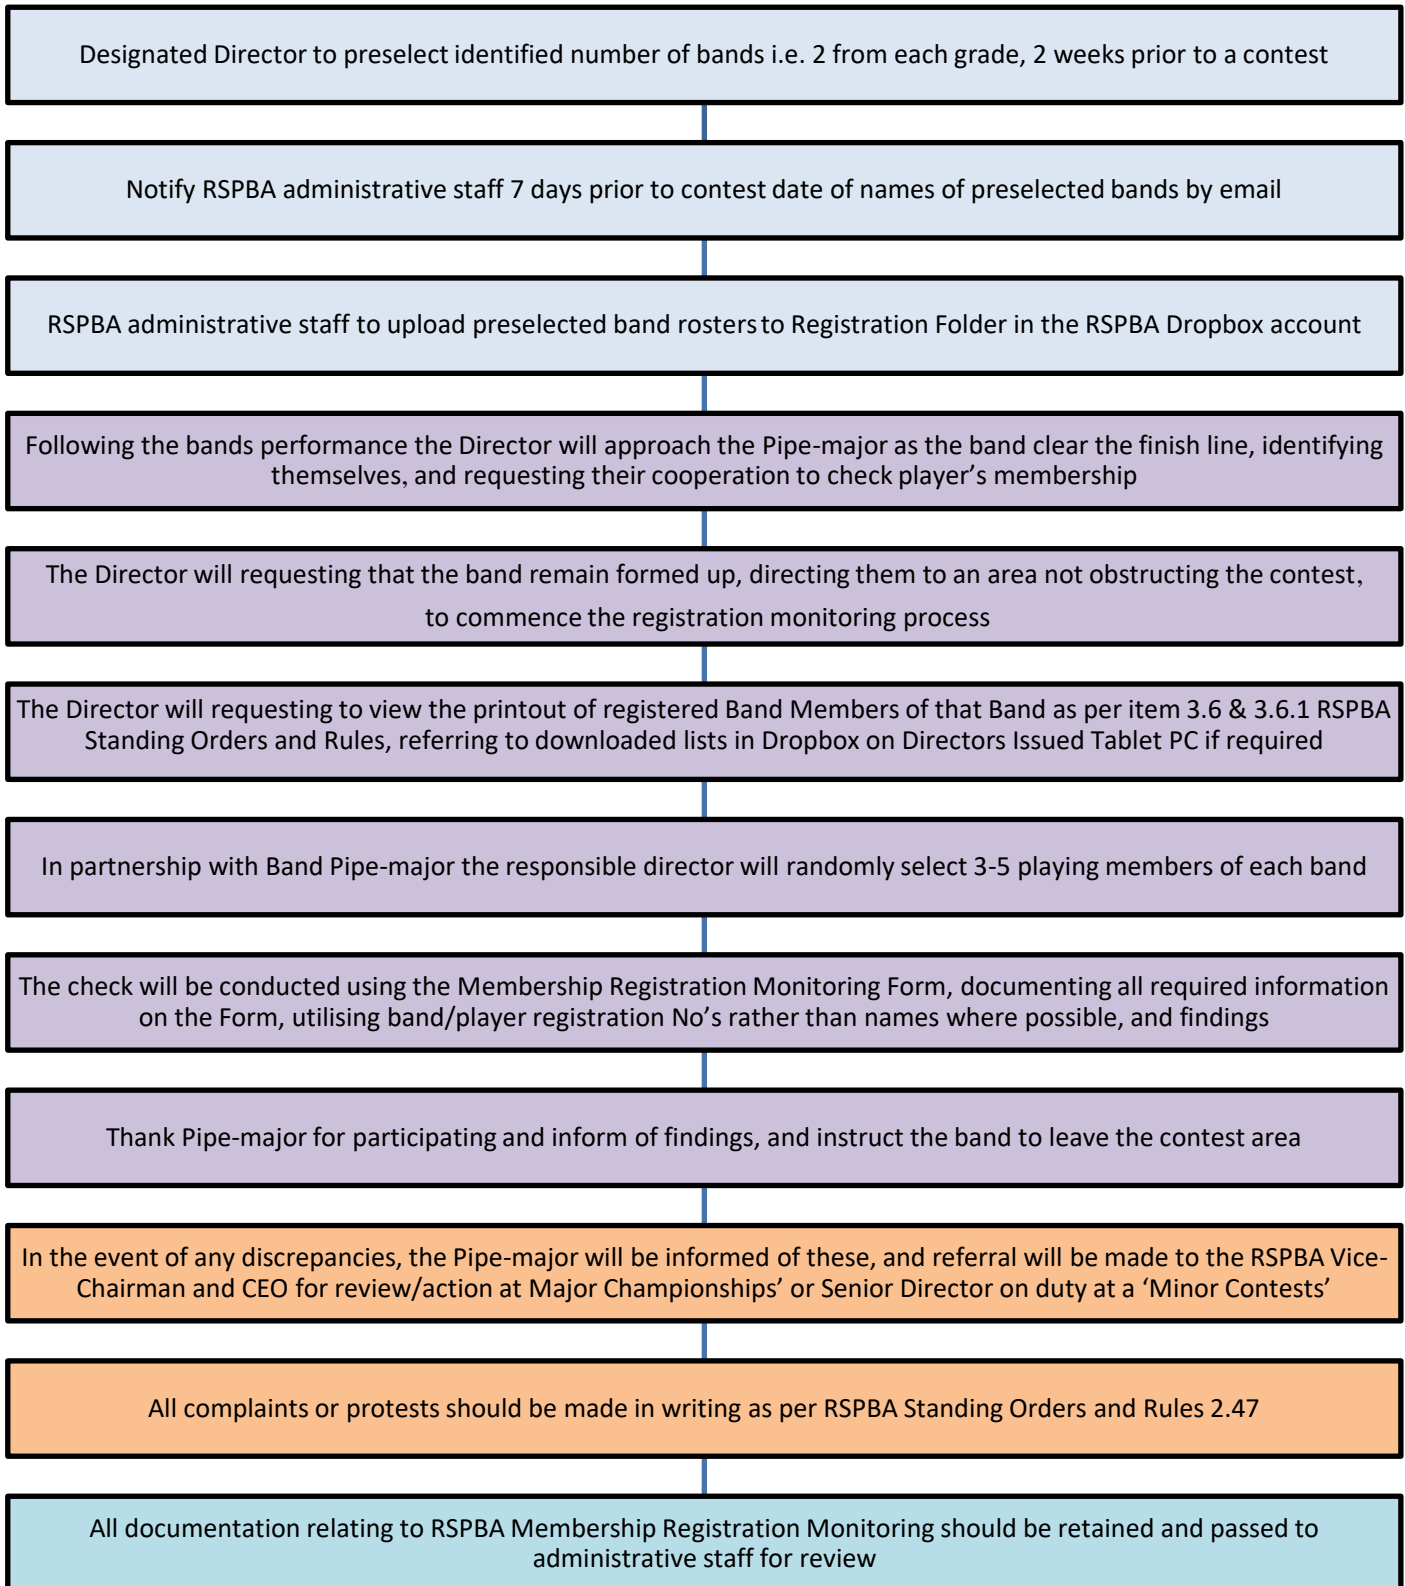 Designated Director to preselect identified number of bands i.e. 2 from each grade, 2 weeks prior to a contest
Notify RSPBA administrative staff 7 days prior to contest date of names of preselected bands by email
RSPBA administrative staff to upload preselected band rosters to Registration Folder in the RSPBA Dropbox account
Following the bands performance the Director will approach the Pipe-major as the band clear the finish line, identifying
themselves, and requesting their cooperation to check player’s membership
The Director will requesting that the band remain formed up, directing them to an area not obstructing the contest,
to commence the registration monitoring process
The Director will requesting to view the printout of registered Band Members of that Band as per item 3.6 & 3.6.1 RSPBA
Standing Orders and Rules, referring to downloaded lists in Dropbox on Directors Issued Tablet PC if required
In partnership with Band Pipe-major the responsible director will randomly select 3-5 playing members of each band
The check will be conducted using the Membership Registration Monitoring Form, documenting all required information
on the Form, utilising band/player registration No’s rather than names where possible, and findings
Thank Pipe-major for participating and inform of findings, and instruct the band to leave the contest area
In the event of any discrepancies, the Pipe-major will be informed of these, and referral will be made to the RSPBA Vice-
Chairman and CEO for review/action at Major Championships’ or Senior Director on duty at a ‘Minor Contests’
All complaints or protests should be made in writing as per RSPBA Standing Orders and Rules 2.47
All documentation relating to RSPBA Membership Registration Monitoring should be retained and passed to
administrative staff for review